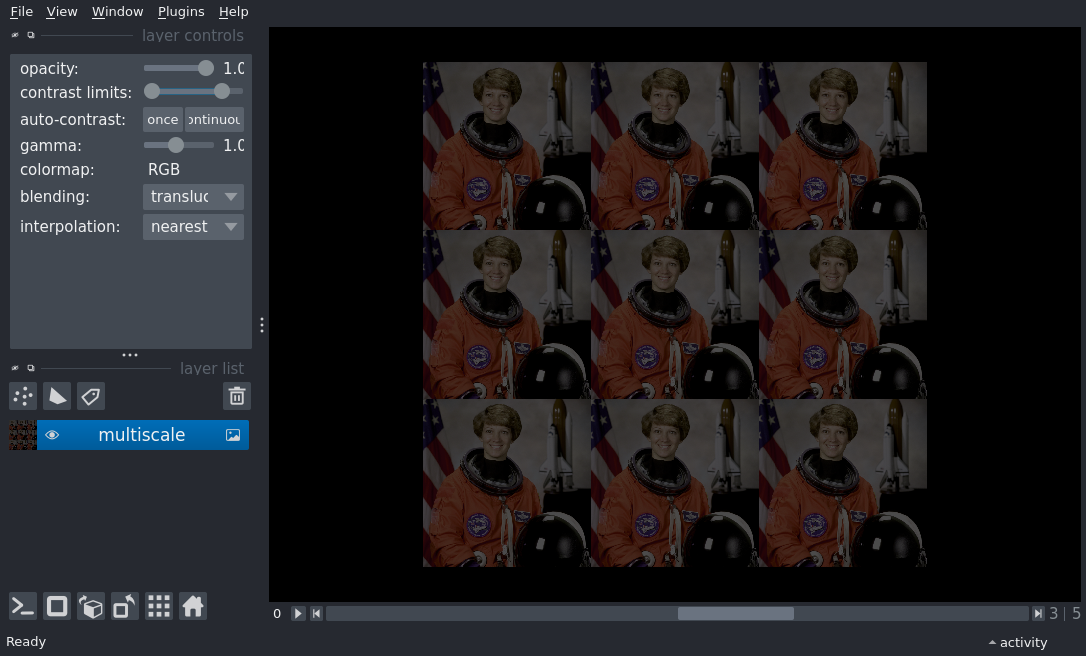 File View Window Plugins Help
layer controls
opacity: 1.0
contrast limits:
auto-contrast: once ontinuou
gamma: 1.0
colormap: RGB
blending: transluc
interpolation: nearest
layer list
multiscale
0 3 | 5
Ready activity